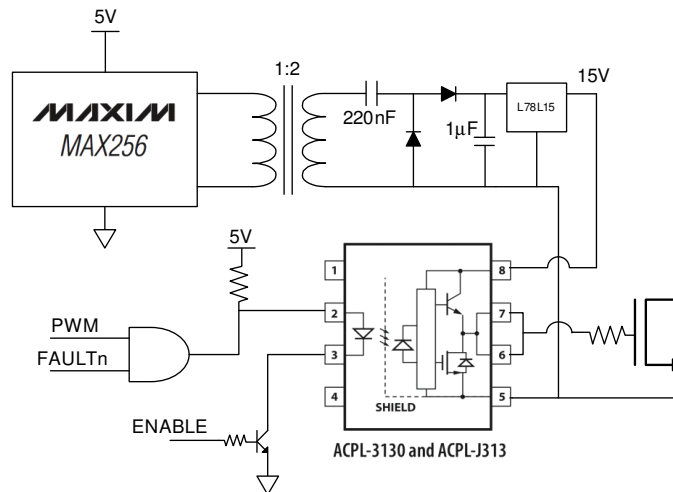 5V
1:2
15V
MAXIM
MAX256
220nF
1µF
L78L15
5V
1
8
PWM
2
7
FAULTn
3
6
ENABLE
4
5
SHIELD
ACPL-3130 and ACPL-J313